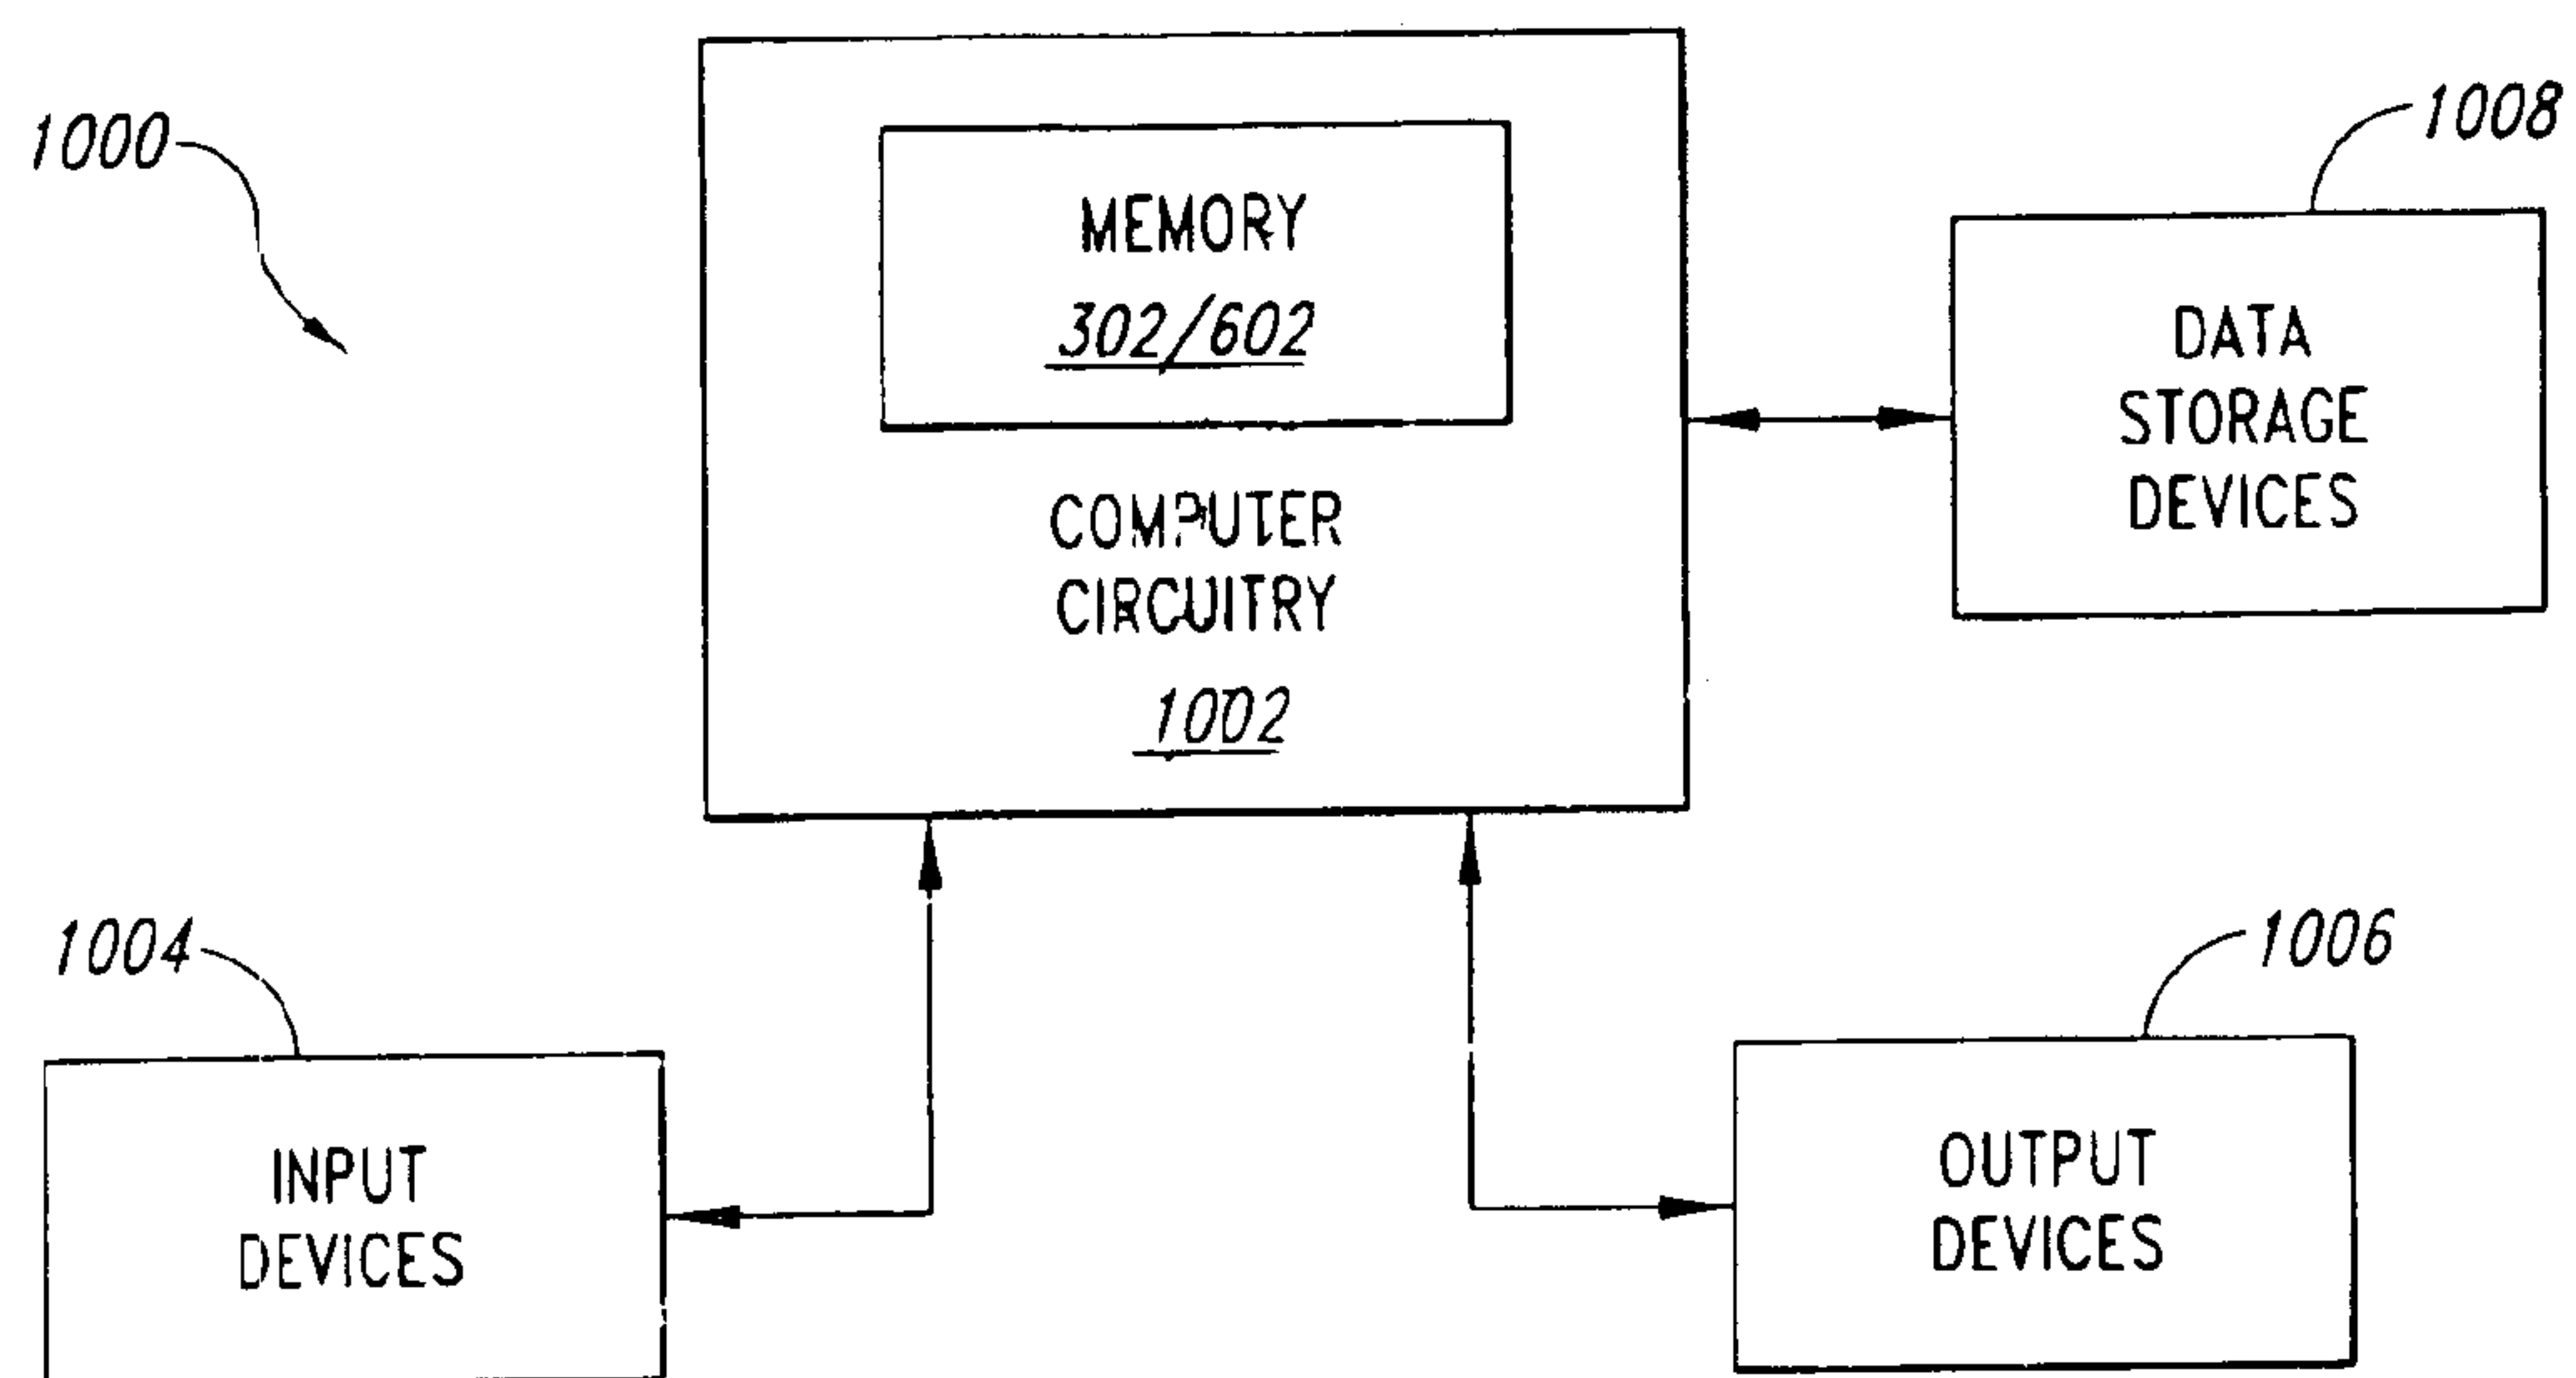 1000
MEMORY
302/602
COMPUTER
CIRCUITRY
1002
1008
DATA
STORAGE
DEVICES
1004
INPUT
DEVICES
1006
OUTPUT
DEVICES